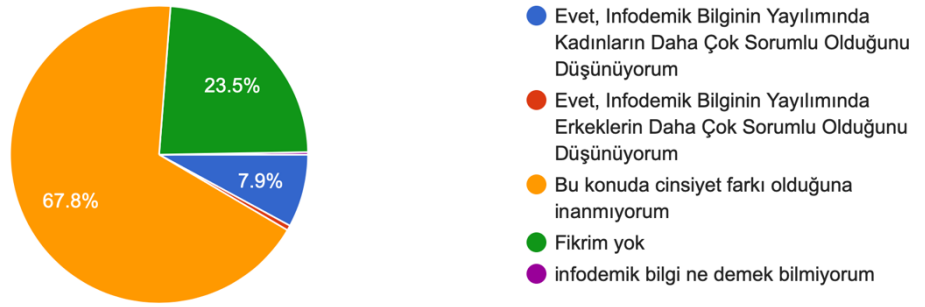 23.5%
7.9%
67.8%
Evet, Infodemik Bilginin Yayılımında
Kadınların Daha Çok Sorumlu Olduğunu
Düşünüyorum
Evet, Infodemik Bilginin Yayılımında
Erkeklerin Daha Çok Sorumlu Olduğunu
Düşünüyorum
Bu konuda cinsiyet farkı olduğuna
inanmıyorum
Fikrim yok
infodemik bilgi ne demek bilmiyorum